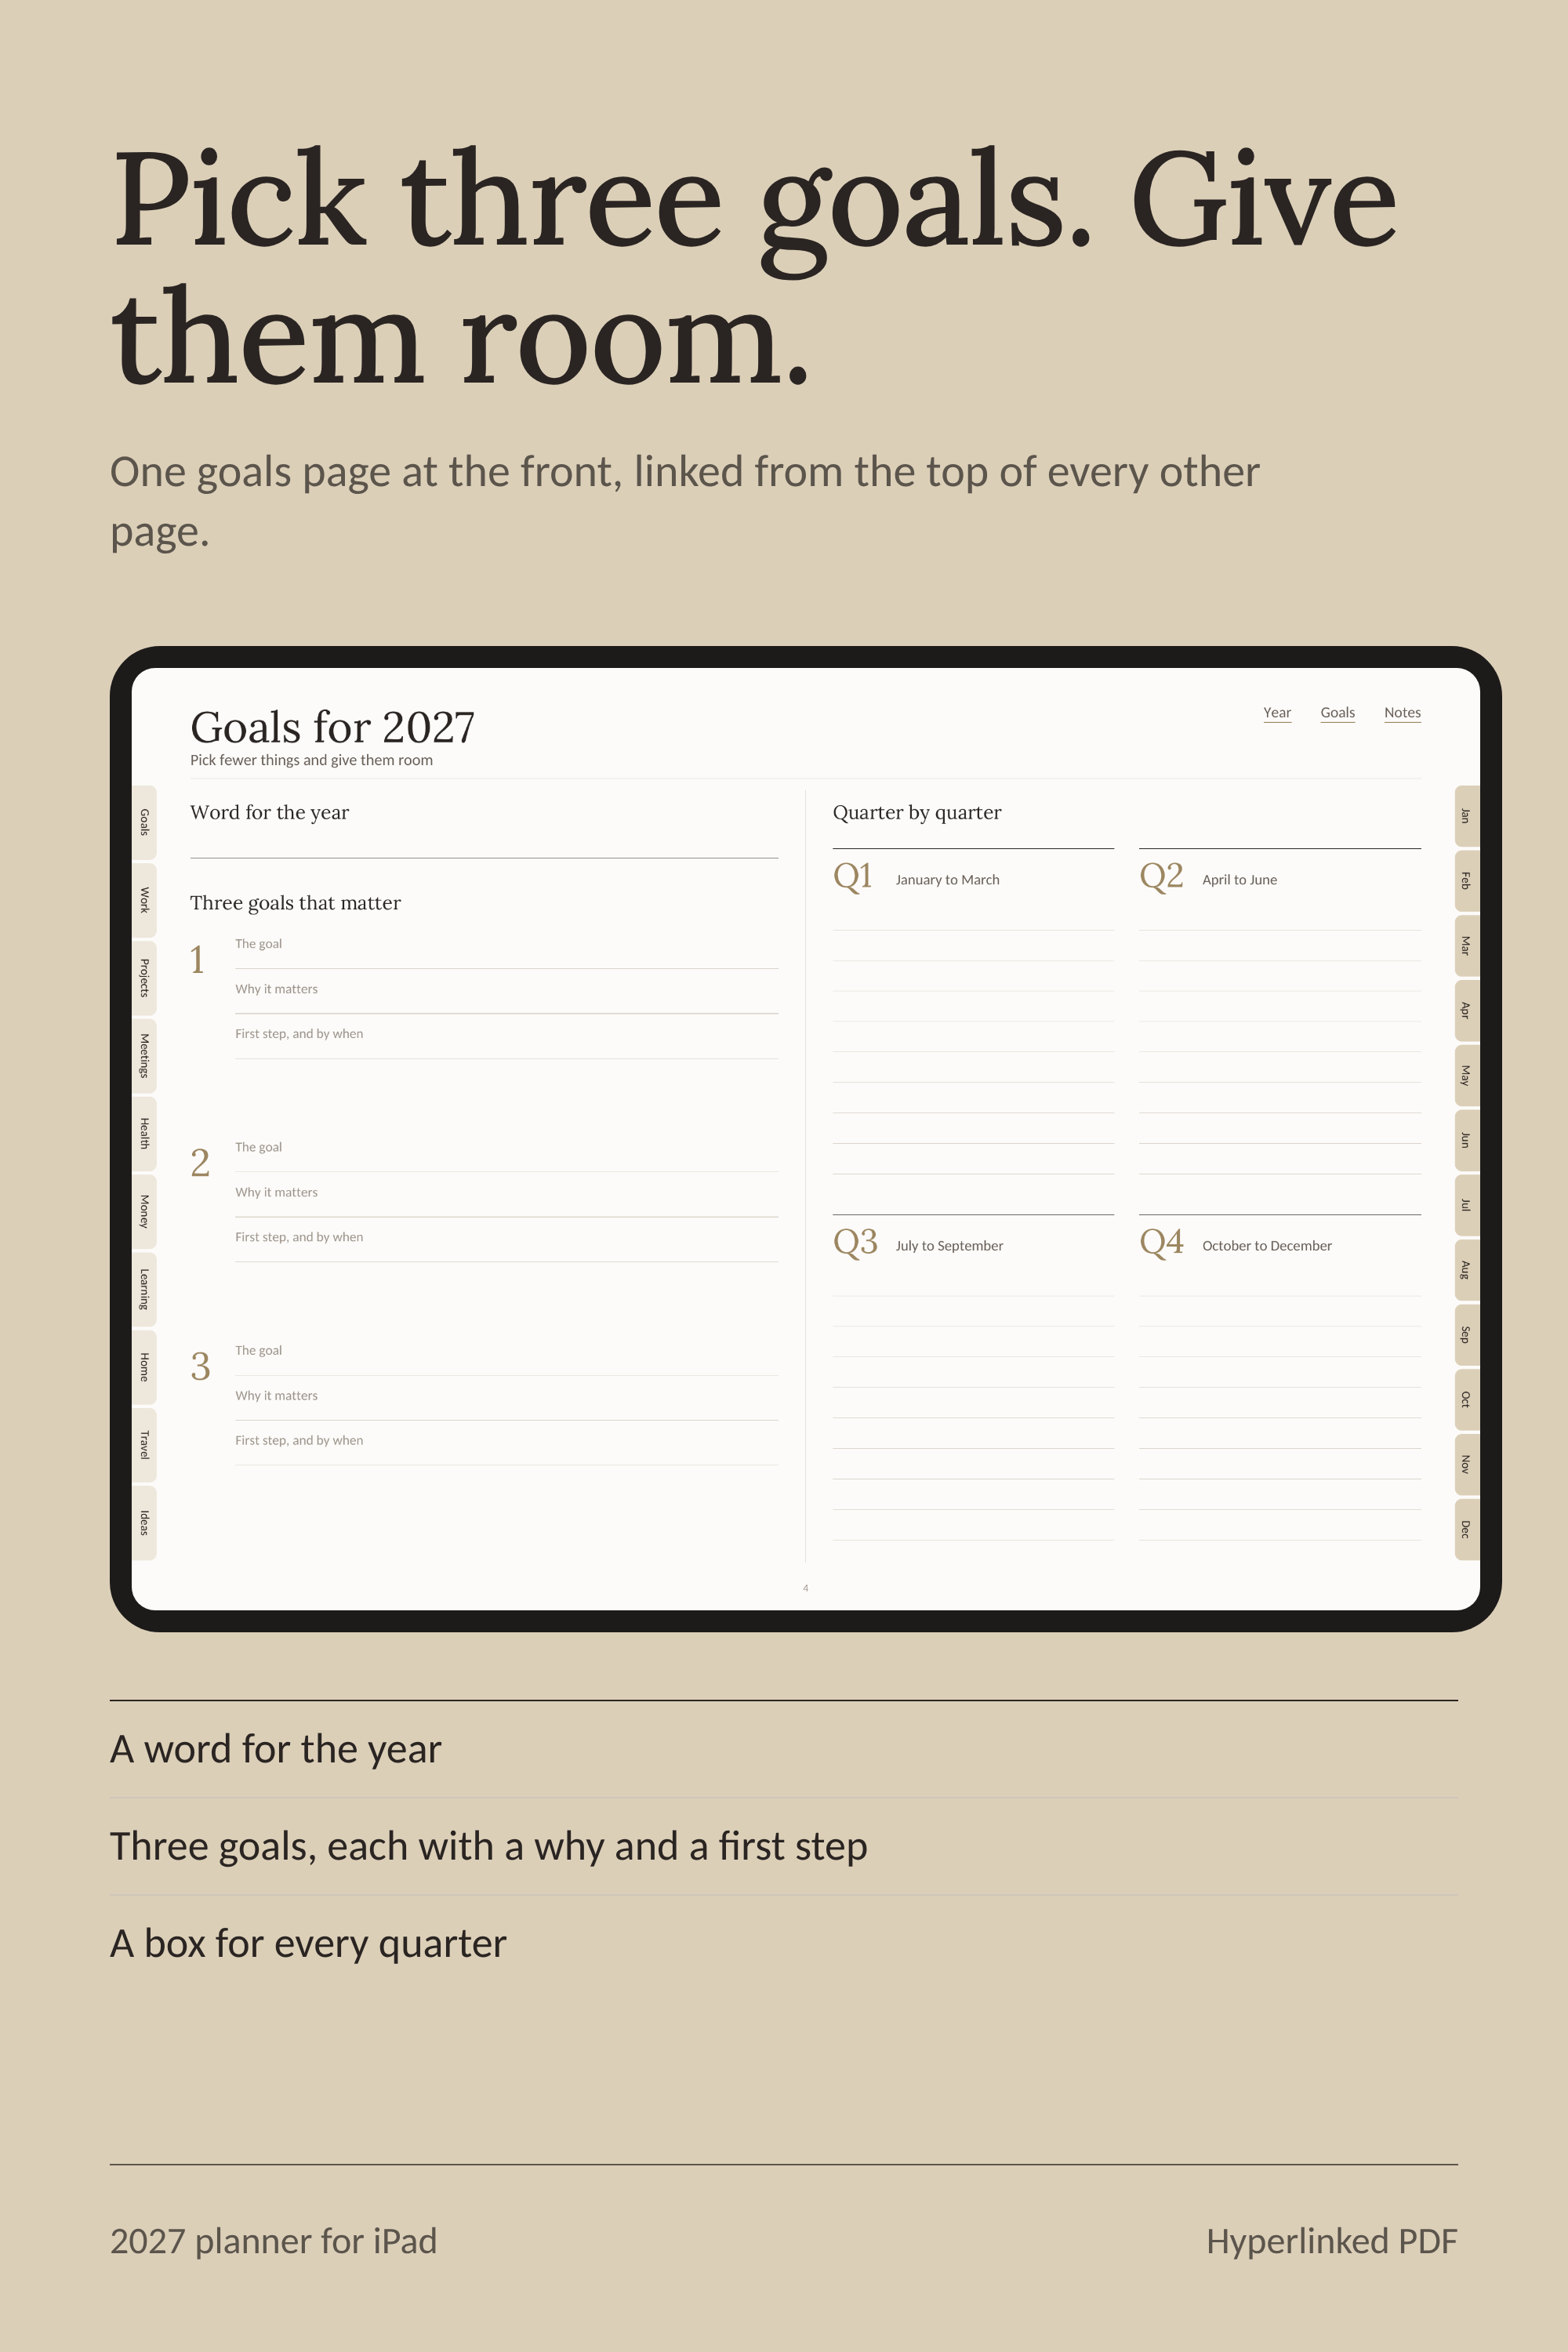 Pick three goals. Give
them room.
One goals page at the front, linked from the top of every other
page.
Goals for 2027
Pick fewer things and give them room
Year
Goals
Notes
Goals
Work
Projects
Meetings
Health
Money
Learning
Home
Travel
Ideas
Word for the year
Three goals that matter
1
The goal
Why it matters
First step, and by when
2
The goal
Why it matters
First step, and by when
3
The goal
Why it matters
First step, and by when
Quarter by quarter
Q1 January to March
Q2 April to June
Q3 July to September
Q4 October to December
Jan
Feb
Mar
Apr
May
Jun
Jul
Aug
Sep
Oct
Nov
Dec
4
A word for the year
Three goals, each with a why and a first step
A box for every quarter
2027 planner for iPad
Hyperlinked PDF